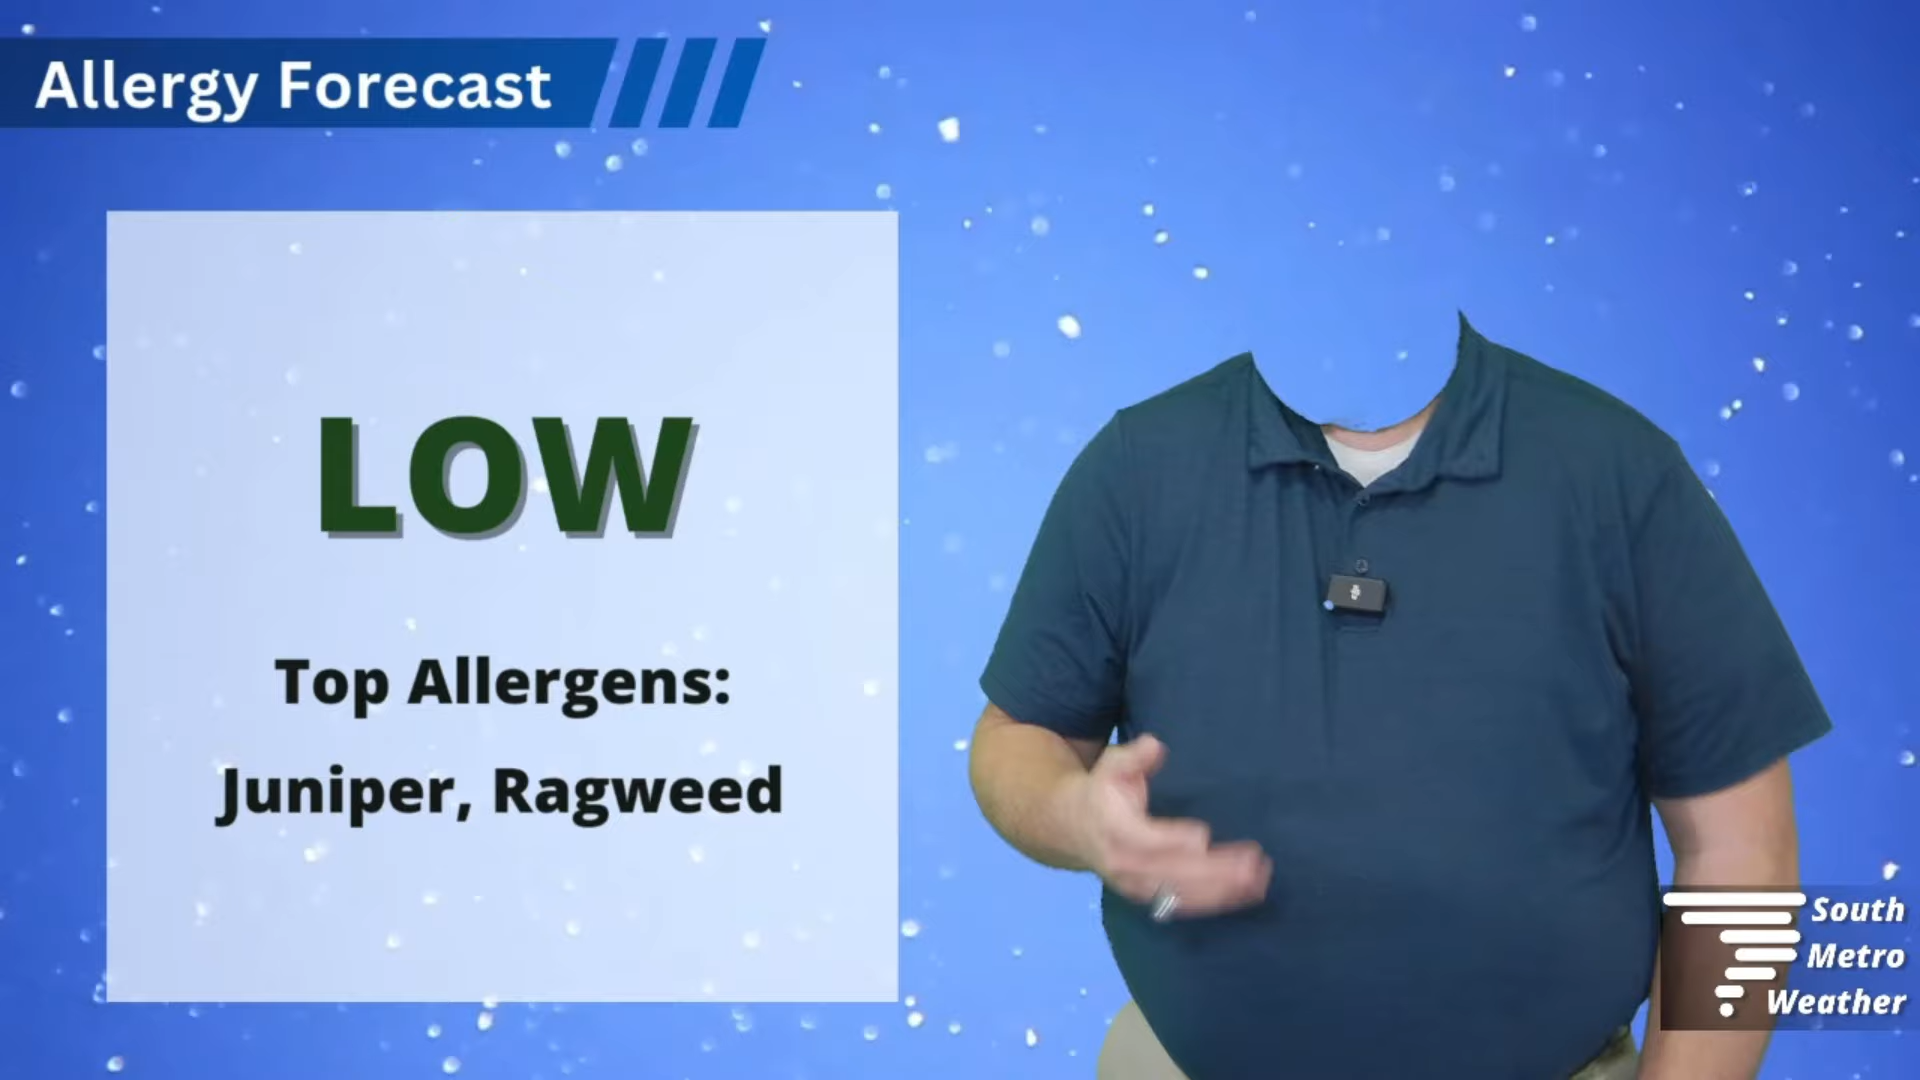 Allergy Forecast
LOW
Top Allergens:
Juniper, Ragweed
South
Metro
Weather